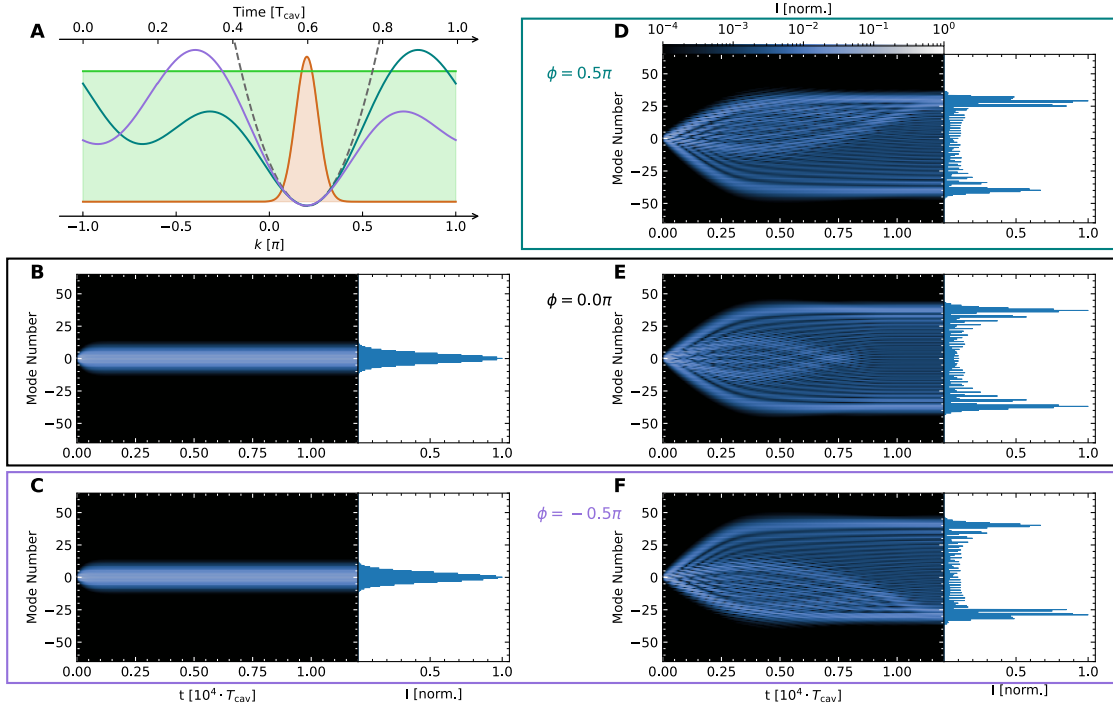 Time [T_cav]
A
0.0 0.2 0.4 0.6 0.8 1.0
−1.0 −0.5 0.0 0.5 1.0
k [π]
I [norm.]
D
10⁻⁴ 10⁻³ 10⁻² 10⁻¹ 10⁰
ϕ = 0.5π
Mode Number
50
25
0
−25
−50
0.00 0.25 0.50 0.75 1.00
0.5 1.0
B
Mode Number
50
25
0
−25
−50
0.00 0.25 0.50 0.75 1.00
0.5 1.0
ϕ = 0.0π
E
Mode Number
50
25
0
−25
−50
0.00 0.25 0.50 0.75 1.00
0.5 1.0
C
Mode Number
50
25
0
−25
−50
0.00 0.25 0.50 0.75 1.00
0.5 1.0
t [10⁴ · T_cav]
I [norm.]
ϕ = − 0.5π
F
Mode Number
50
25
0
−25
−50
0.00 0.25 0.50 0.75 1.00
0.5 1.0
t [10⁴ · T_cav]
I [norm.]